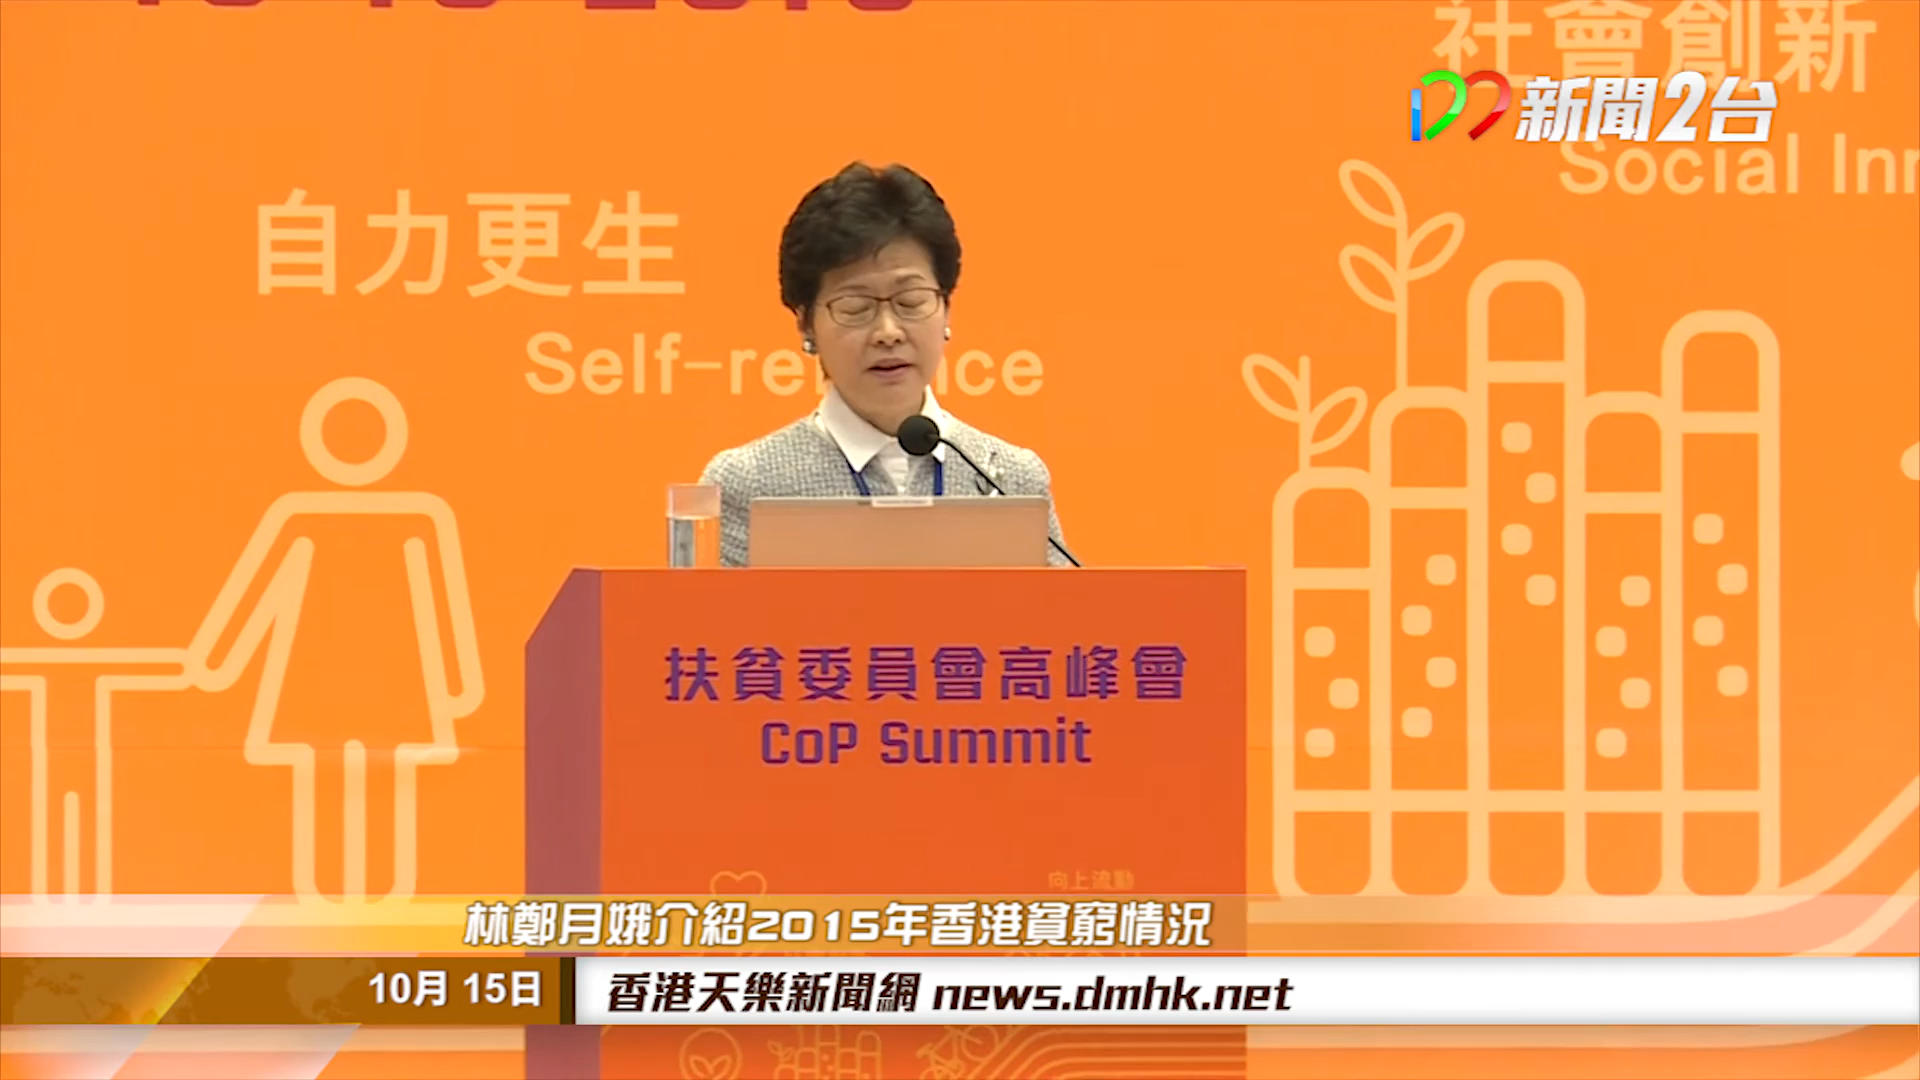 社會創新
新聞2台
Social Inn
自力更生
Self-re nce
扶貧委員會高峰會
CoP Summit
向上流動
林鄭月娥介紹2015年香港貧窮情況
10月 15日
香港天樂新聞網 news.dmhk.net